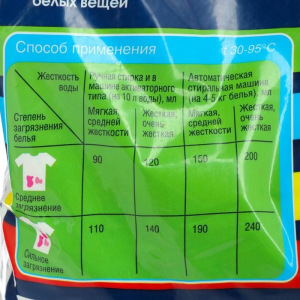 белых вещей
Способ применения
t 30-95°C
Жесткость
воды
Ручная стирка и в
машине активаторного
типа (на 10 л воды), мл
Автоматическая
стиральная машина
(на 4-5 кг белья), мл
Степень
загрязнения
белья
Мягкая,
средней
жесткости
Жесткая,
очень
жесткая
Мягкая,
средней
жесткости
Жесткая,
очень
жесткая
Среднее
загрязнение
90
120
150
200
Сильное
загрязнение
110
140
190
240